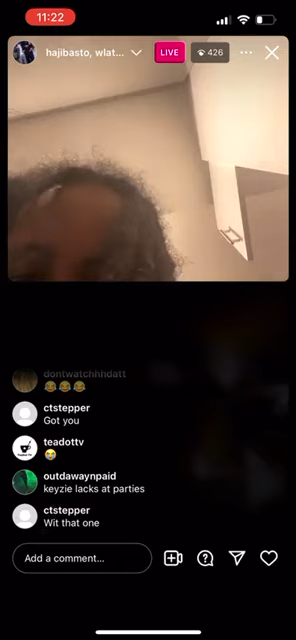 11:22
hajibasto, wlat...
LIVE
426
dontwatchhhdatt
😂😂😂
ctstepper
Got you
teadottv
😭
outdawaynpaid
keyzie lacks at parties
ctstepper
Wit that one
Add a comment...